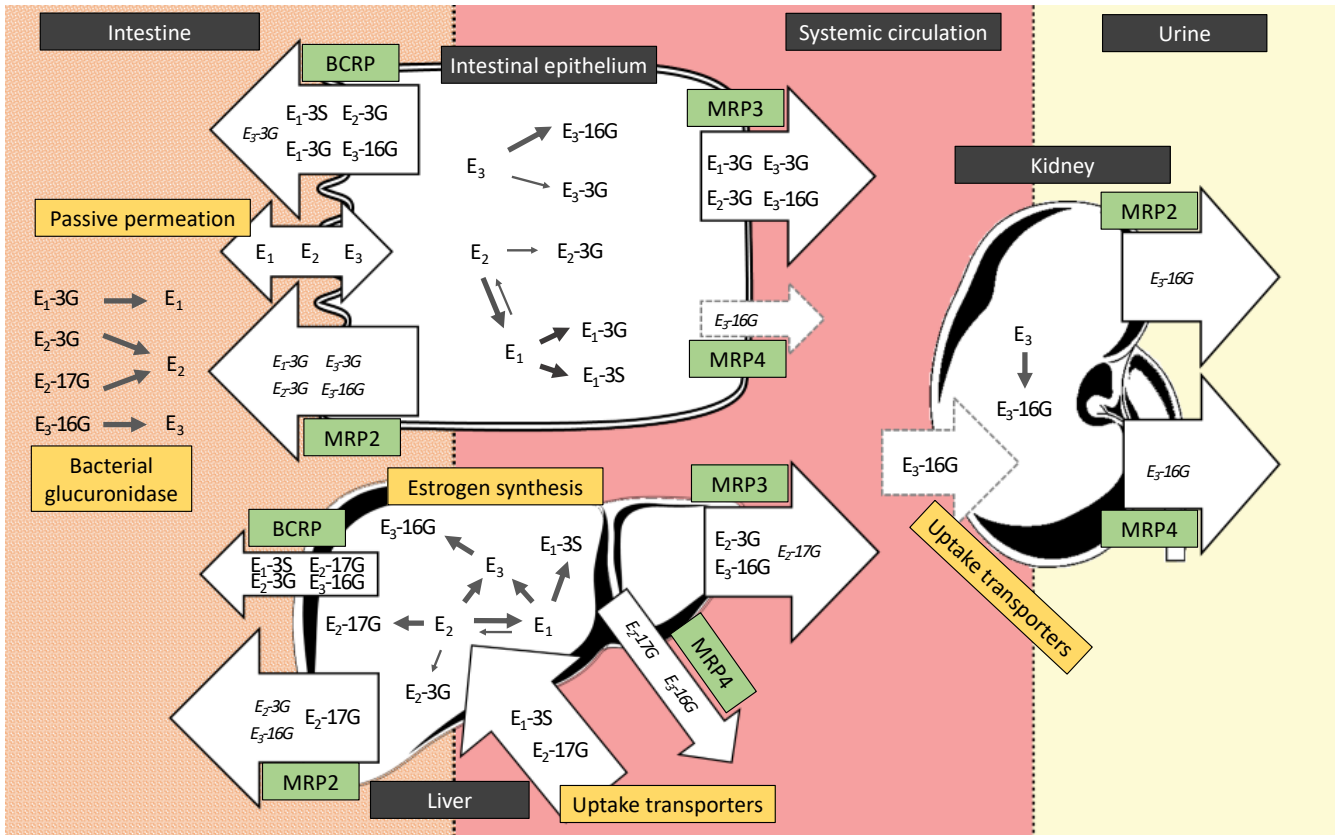 Intestine
Systemic circulation
Urine
BCRP
Intestinal epithelium
E₁-3S E₂-3G
E₃-3G
E₁-3G E₃-16G
MRP3
E₁-3G E₃-3G
E₂-3G E₃-16G
E₃-16G
E₃
E₃-3G
E₂
E₂-3G
E₁
E₁-3G
E₁-3S
Passive permeation
E₁ E₂ E₃
E₁-3G E₁
E₂-3G
E₂
E₂-17G
E₃-16G E₃
Bacterial
glucuronidase
E₁-3G E₃-3G
E₂-3G E₃-16G
MRP2
E₃-16G
MRP4
Kidney
MRP2
E₃-16G
E₃
E₃-16G
E₃-16G
E₃-16G
MRP4
Uptake transporters
Estrogen synthesis
BCRP
E₁-3S E₂-17G
E₂-3G E₃-16G
E₃-16G
E₁-3S
E₃
E₂-17G
E₂
E₁
E₂-3G
MRP3
E₂-3G
E₃-16G
E₂-17G
MRP4
E₂-17G E₃-16G
E₂-3G
E₃-16G
E₂-17G
MRP2
E₁-3S
E₂-17G
Liver
Uptake transporters